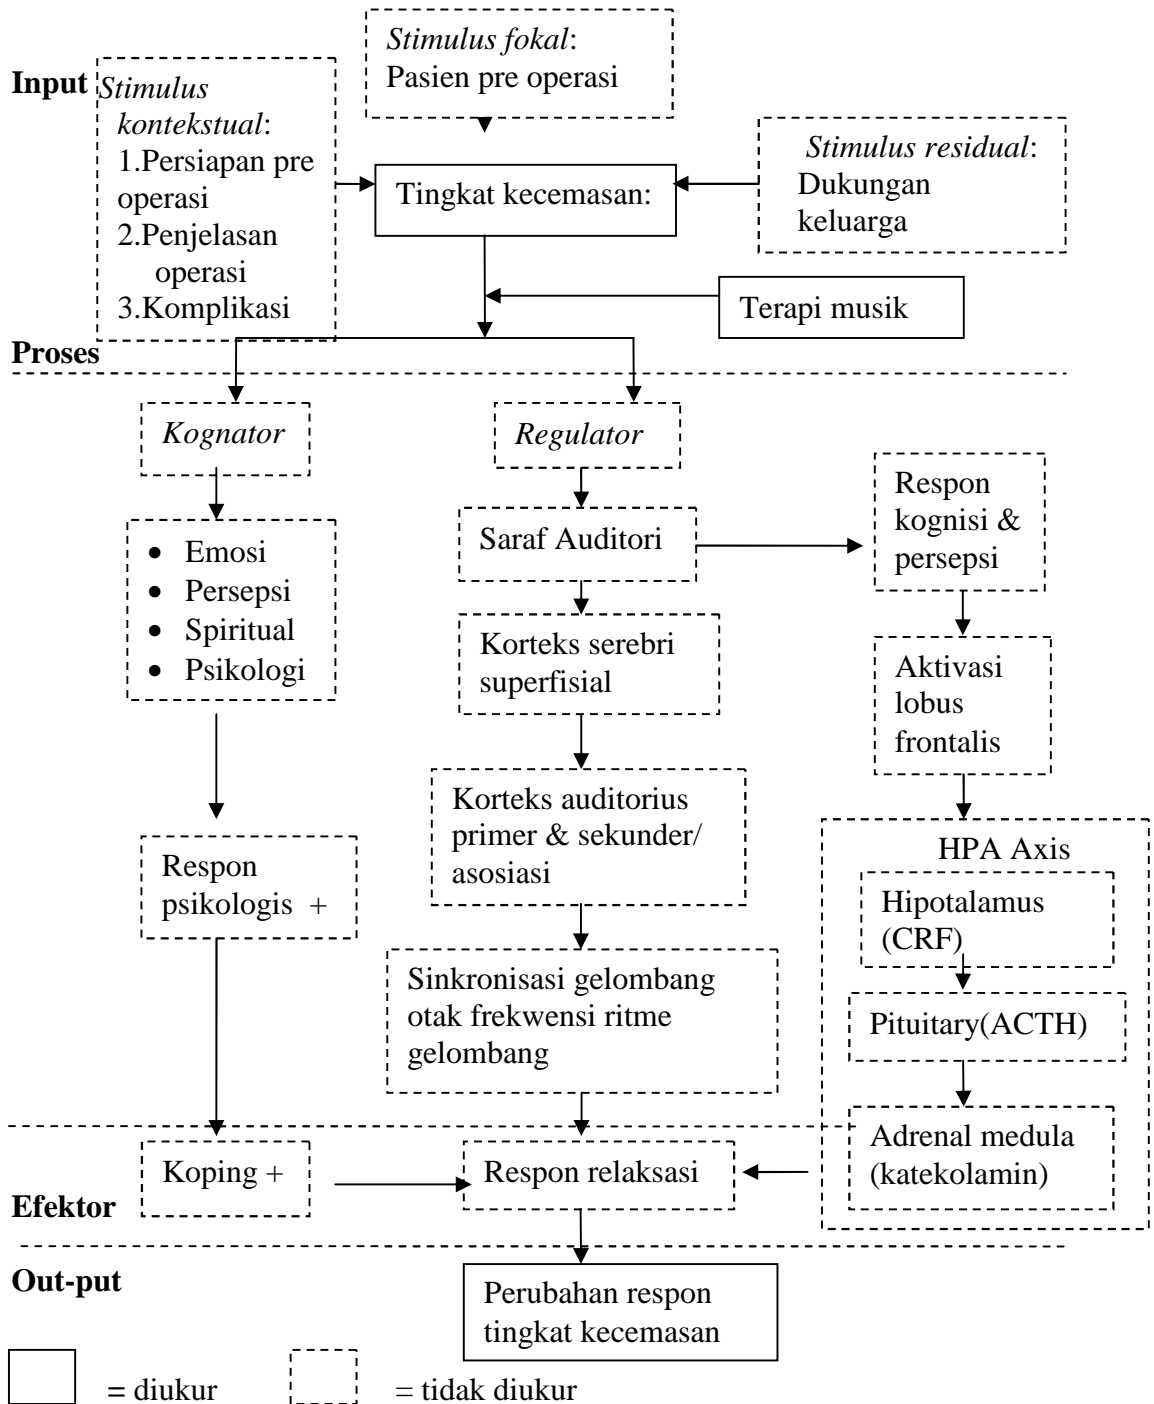 Stimulus fokal:
Pasien pre operasi
Input
Stimulus
kontekstual:
1.Persiapan pre
operasi
2.Penjelasan
operasi
3.Komplikasi
Tingkat kecemasan:
Stimulus residual:
Dukungan
keluarga
Terapi musik
Proses
Kognator
Regulator
Respon
kognisi &
persepsi
• Emosi
• Persepsi
• Spiritual
• Psikologi
Saraf Auditori
Korteks serebri
superfisial
Aktivasi
lobus
frontalis
Korteks auditorius
primer & sekunder/
asosiasi
Respon
psikologis +
HPA Axis
Hipotalamus
(CRF)
Sinkronisasi gelombang
otak frekwensi ritme
gelombang
Pituitary(ACTH)
Adrenal medula
(katekolamin)
Koping +
Respon relaksasi
Efektor
Out-put
Perubahan respon
tingkat kecemasan
= diukur
= tidak diukur